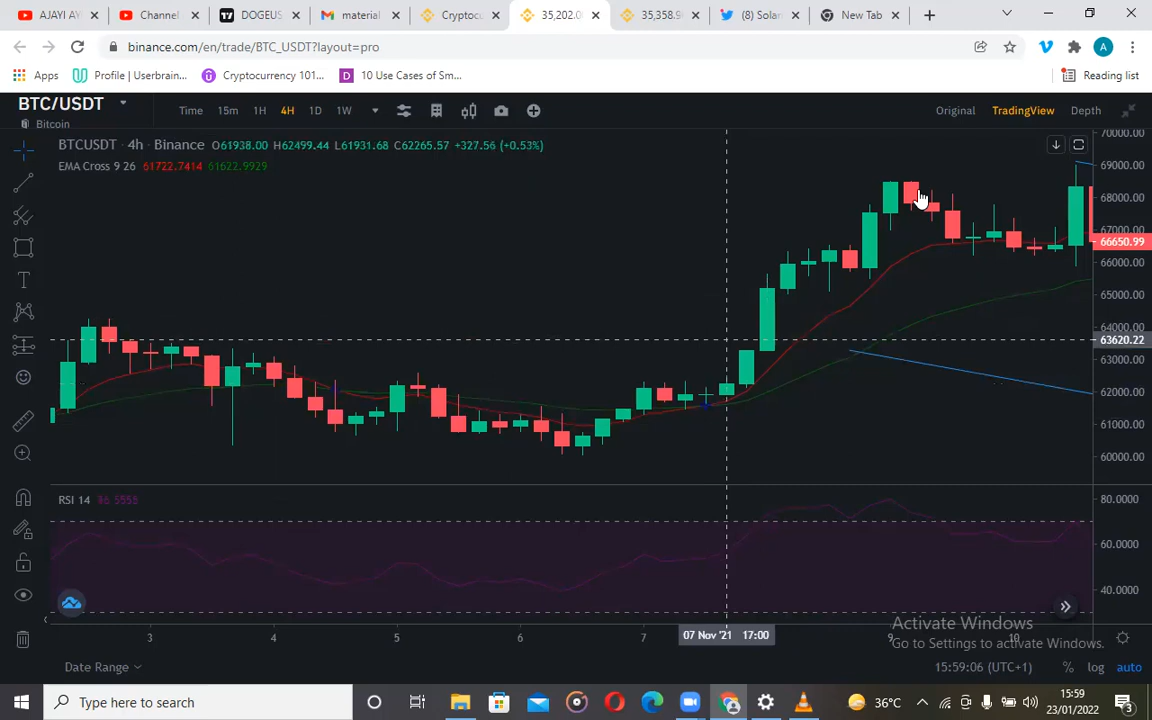 AJAYI AY
Channel
DOGEUS
material
Cryptocu
35,202.0
35,358.9
(8) Solan
New Tab
binance.com/en/trade/BTC_USDT?layout=pro
Apps
Profile | Userbrain...
Cryptocurrency 101...
10 Use Cases of Sm...
Reading list
BTC/USDT
Bitcoin
Time 15m 1H 4H 1D 1W
Original TradingView Depth
BTCUSDT · 4h · Binance O61938.00 H62499.44 L61931.68 C62265.57 +327.56 (+0.53%)
EMA Cross 9 26 61722.7414 61622.9929
70000.00
69000.00
68000.00
67000.00
66650.99
66000.00
65000.00
64000.00
63620.22
63000.00
62000.00
61000.00
60000.00
RSI 14
80.0000
60.0000
40.0000
3 4 5 6 7 07 Nov '21 17:00 9 10
Activate Windows
Go to Settings to activate Windows.
Date Range
15:59:06 (UTC+1) % log auto
Type here to search
36°C
15:59
23/01/2022
3